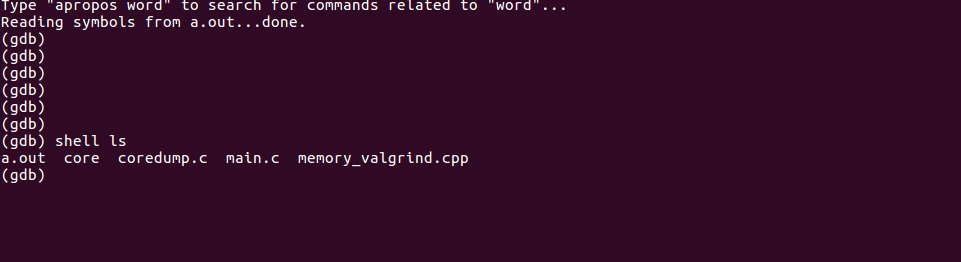 Type "apropos word" to search for commands related to "word"...
Reading symbols from a.out...done.
(gdb)
(gdb)
(gdb)
(gdb)
(gdb)
(gdb)
(gdb) shell ls
a.out  core  coredump.c  main.c  memory_valgrind.cpp
(gdb)